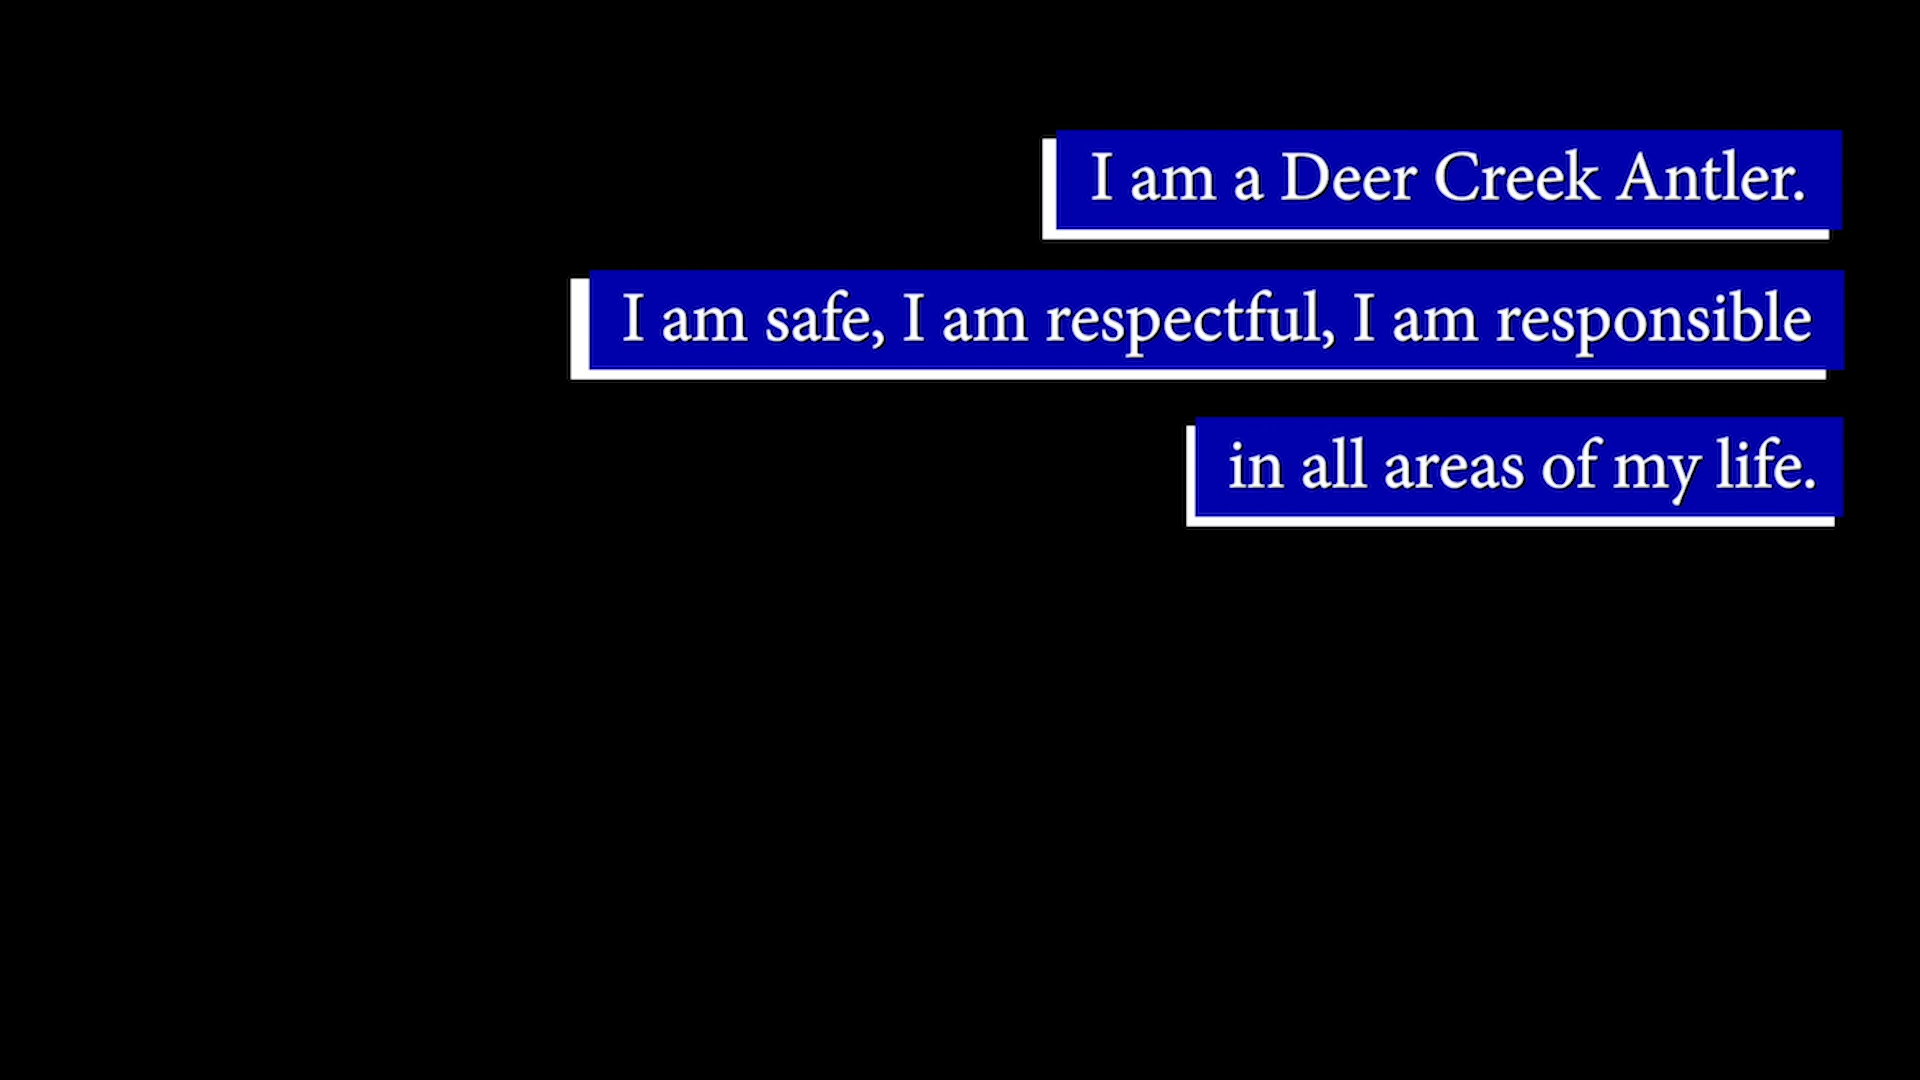 I am a Deer Creek Antler.
I am safe, I am respectful, I am responsible
in all areas of my life.